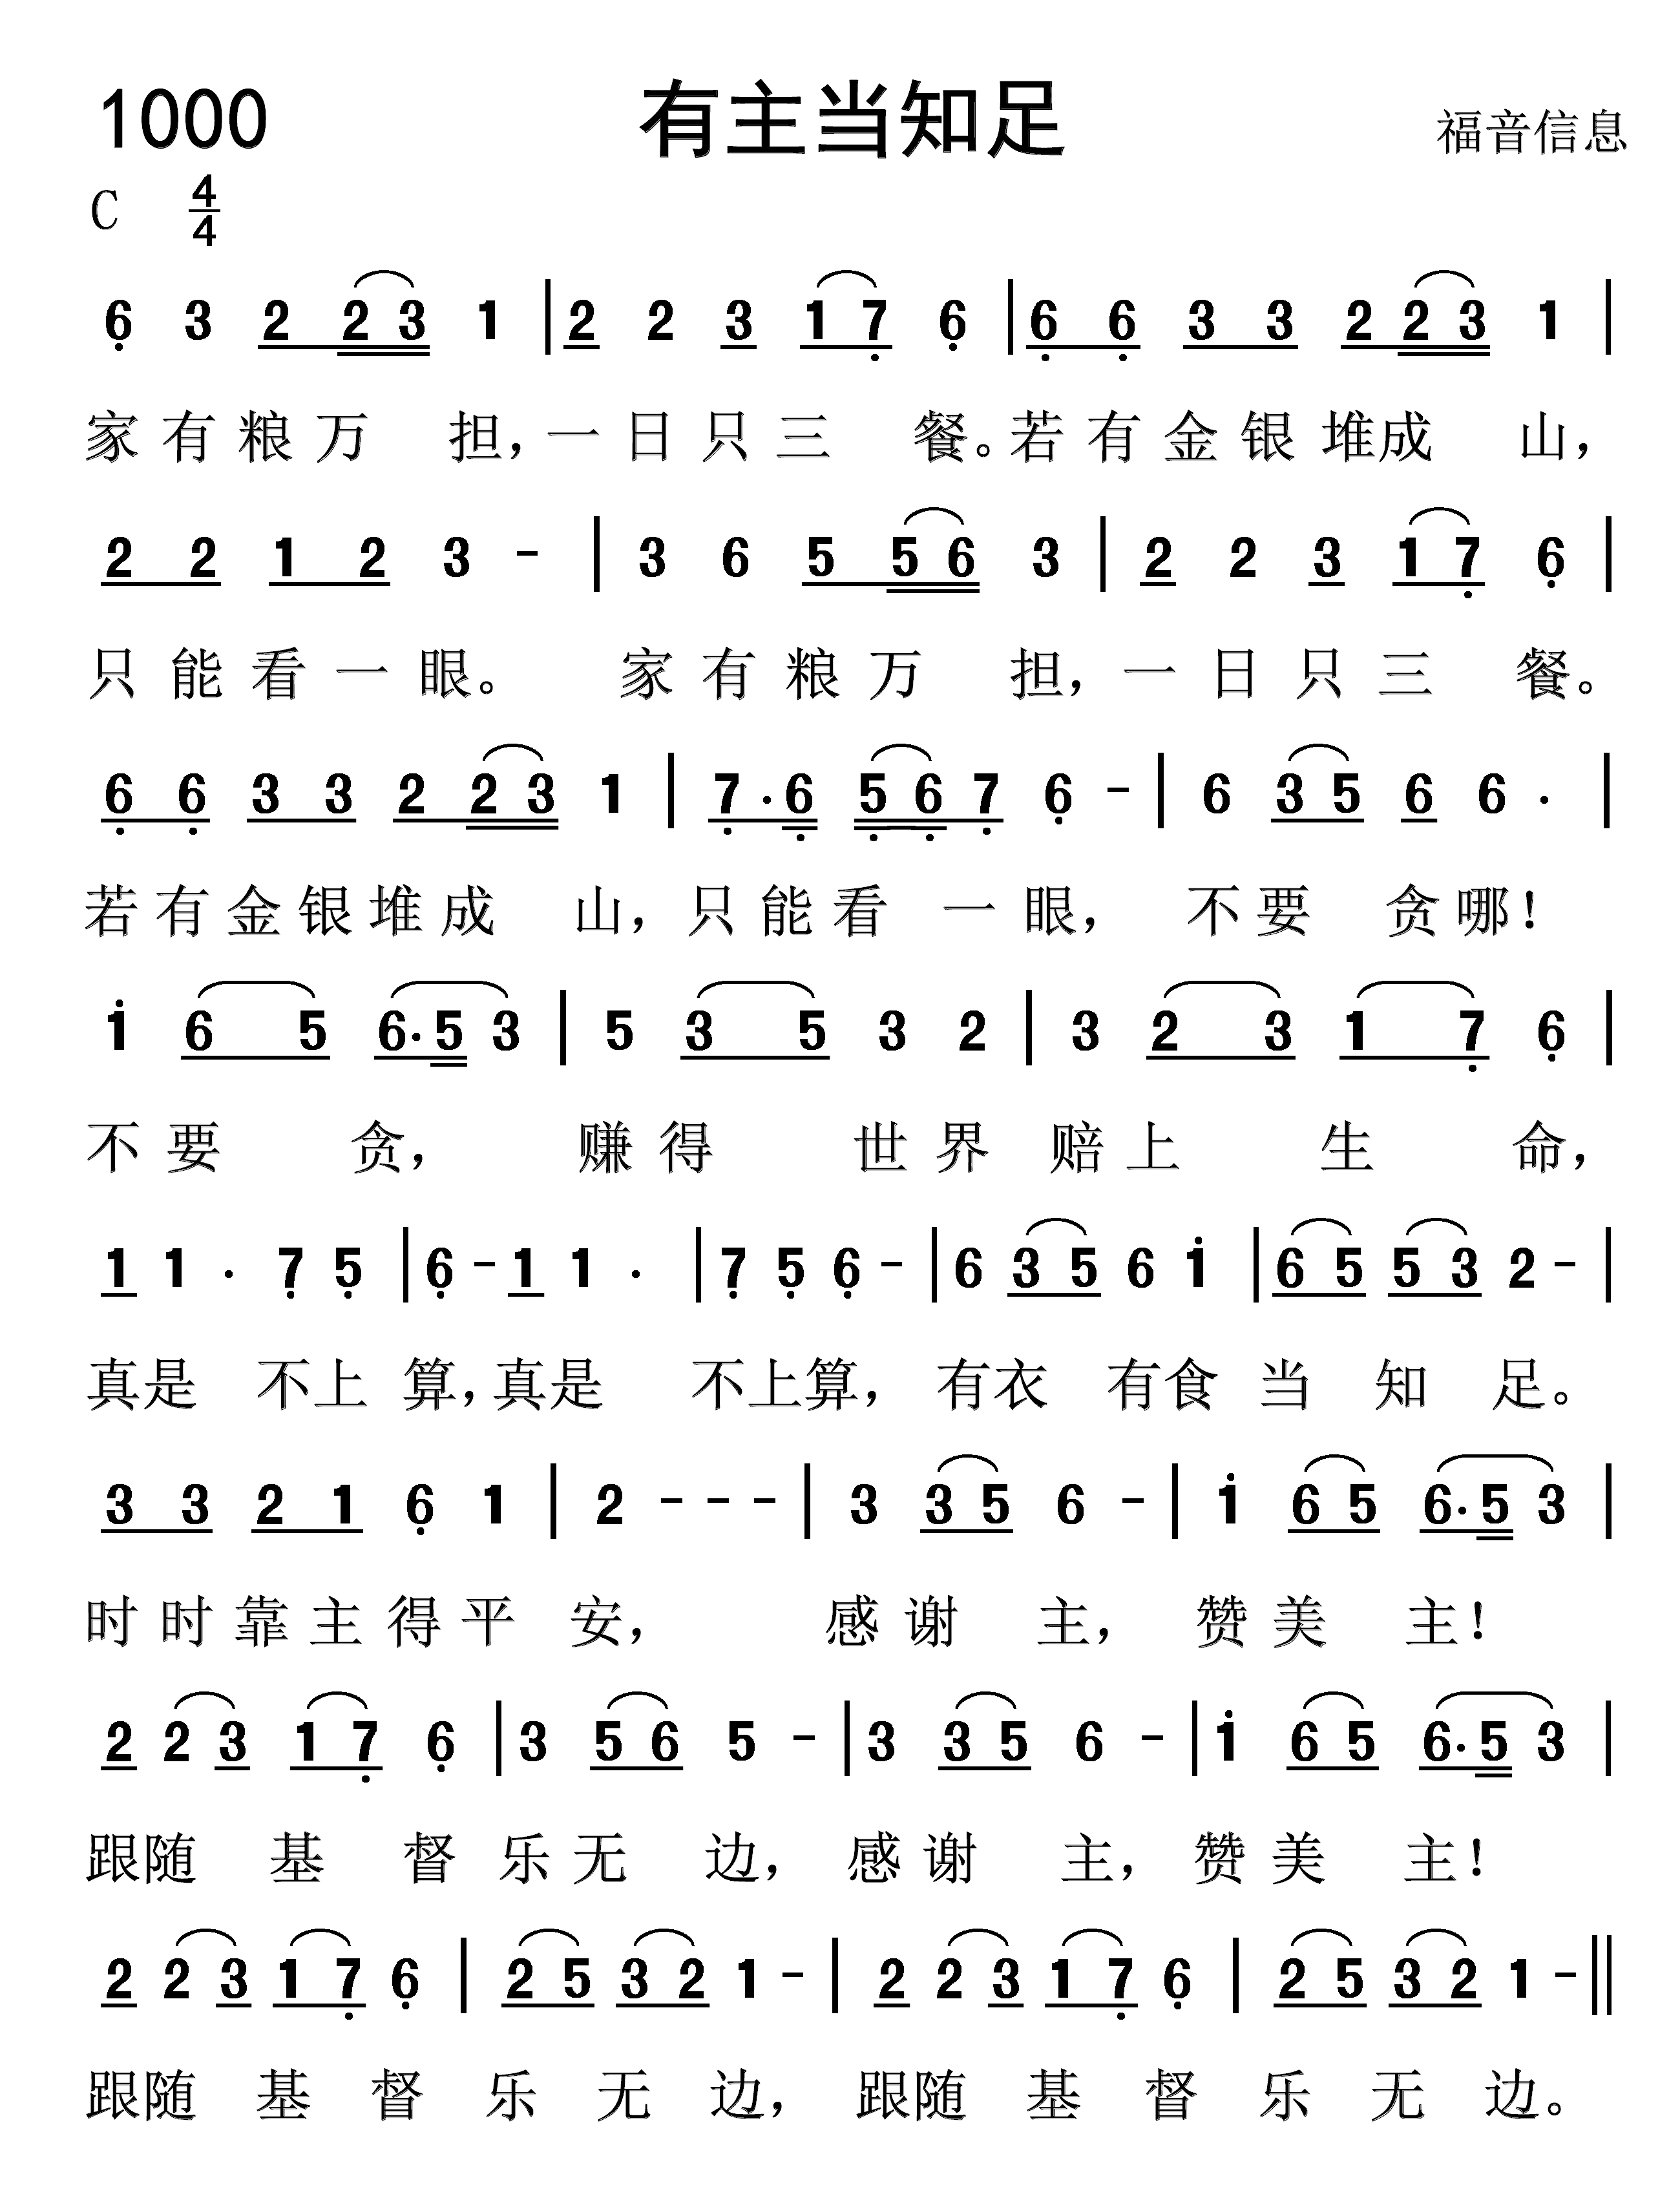 1000 有主当知足 福音信息
C 4/4
6 3 2 2 3 1 | 2 2 3 1 7 6 | 6 6 3 3 2 2 3 1 |
家有粮万 担，一日只三 餐。若有金银堆成 山，
2 2 1 2 3 - | 3 6 5 5 6 3 | 2 2 3 1 7 6 |
只能看一眼。 家有粮万 担，一日只三 餐。
6 6 3 3 2 2 3 1 | 7 · 6 5 6 7 6 - | 6 3 5 6 6 · |
若有金银堆成 山，只能看 一眼， 不要 贪哪！
1 6 5 6 · 5 3 | 5 3 5 3 2 | 3 2 3 1 7 6 |
不要 贪， 赚得 世界 赔上 生 命，
1 1 · 7 5 | 6 - 1 1 · | 7 5 6 - | 6 3 5 6 1 | 6 5 5 3 2 - |
真是 不上算，真是 不上算， 有衣 有食当 知 足。
3 3 2 1 6 1 | 2 - - - | 3 3 5 6 - | 1 6 5 6 · 5 3 |
时时靠主得平 安， 感谢 主， 赞美 主！
2 2 3 1 7 6 | 3 5 6 5 - | 3 3 5 6 - | 1 6 5 6 · 5 3 |
跟随 基 督 乐无 边， 感谢 主， 赞美 主！
2 2 3 1 7 6 | 2 5 3 2 1 - | 2 2 3 1 7 6 | 2 5 3 2 1 - ||
跟随 基 督 乐 无 边， 跟随 基 督 乐 无 边。